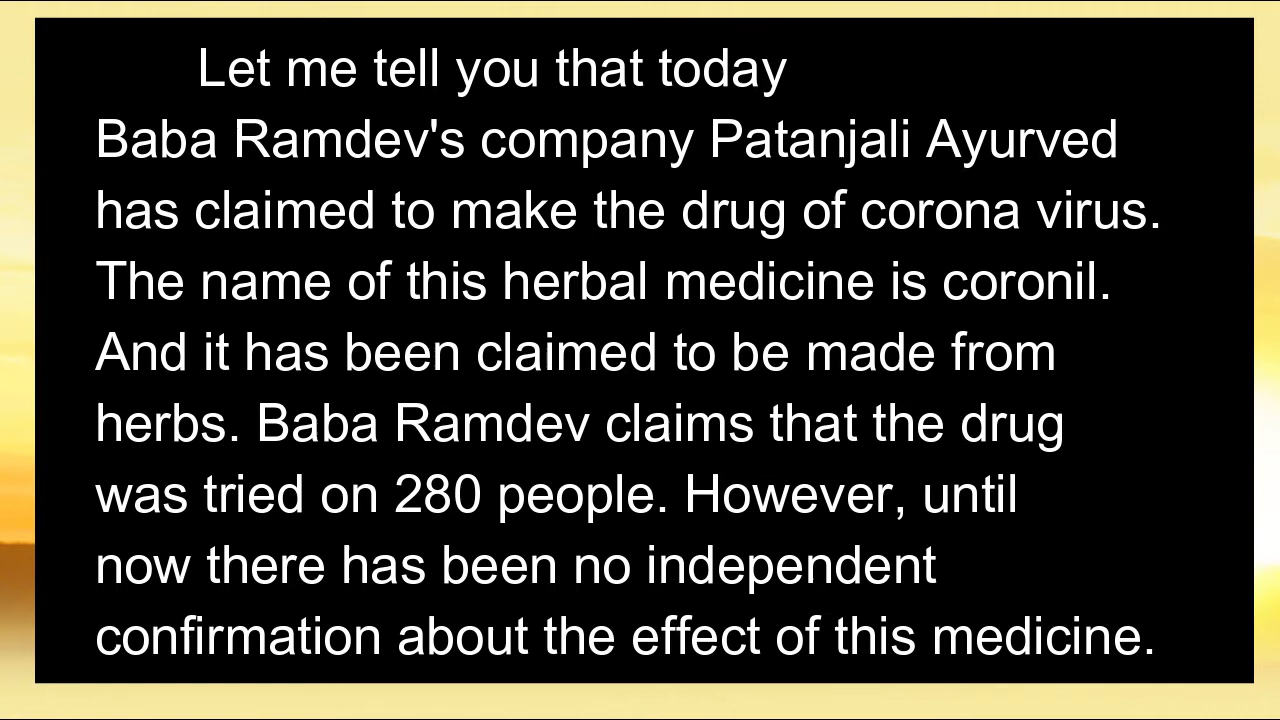 Let me tell you that today
Baba Ramdev's company Patanjali Ayurved
has claimed to make the drug of corona virus.
The name of this herbal medicine is coronil.
And it has been claimed to be made from
herbs. Baba Ramdev claims that the drug
was tried on 280 people. However, until
now there has been no independent
confirmation about the effect of this medicine.